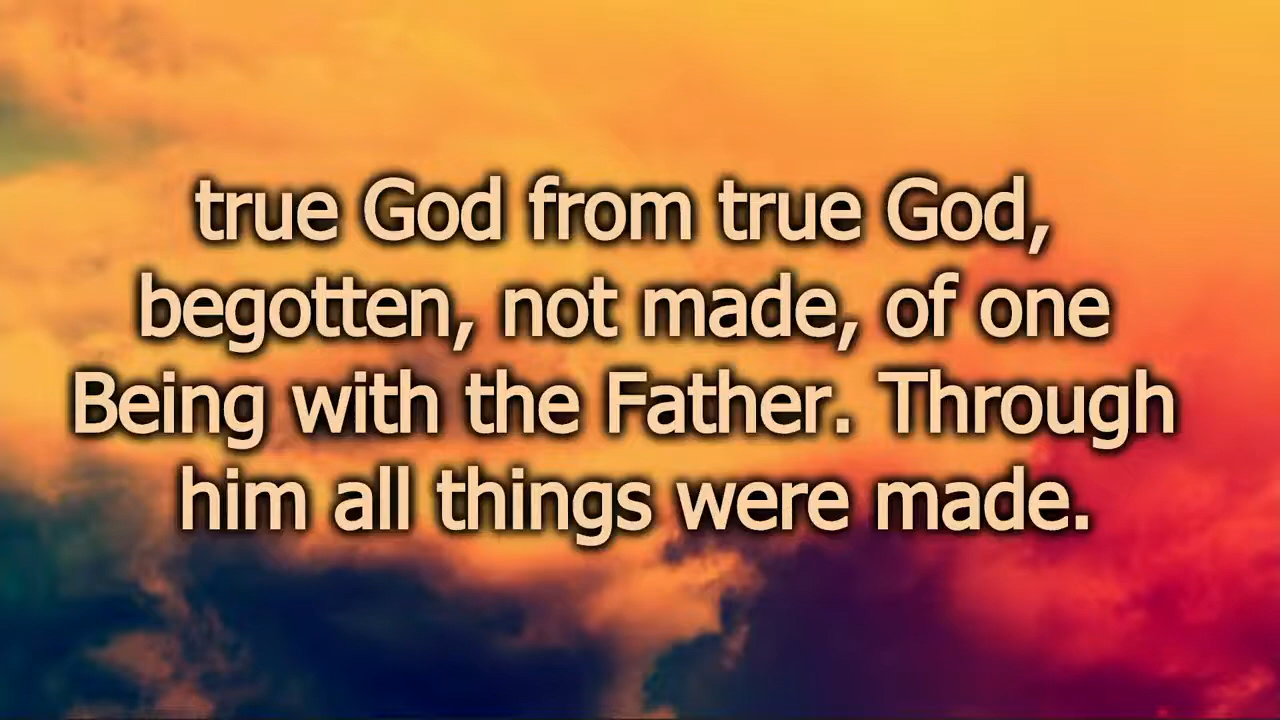 true God from true God,
begotten, not made, of one
Being with the Father. Through
him all things were made.